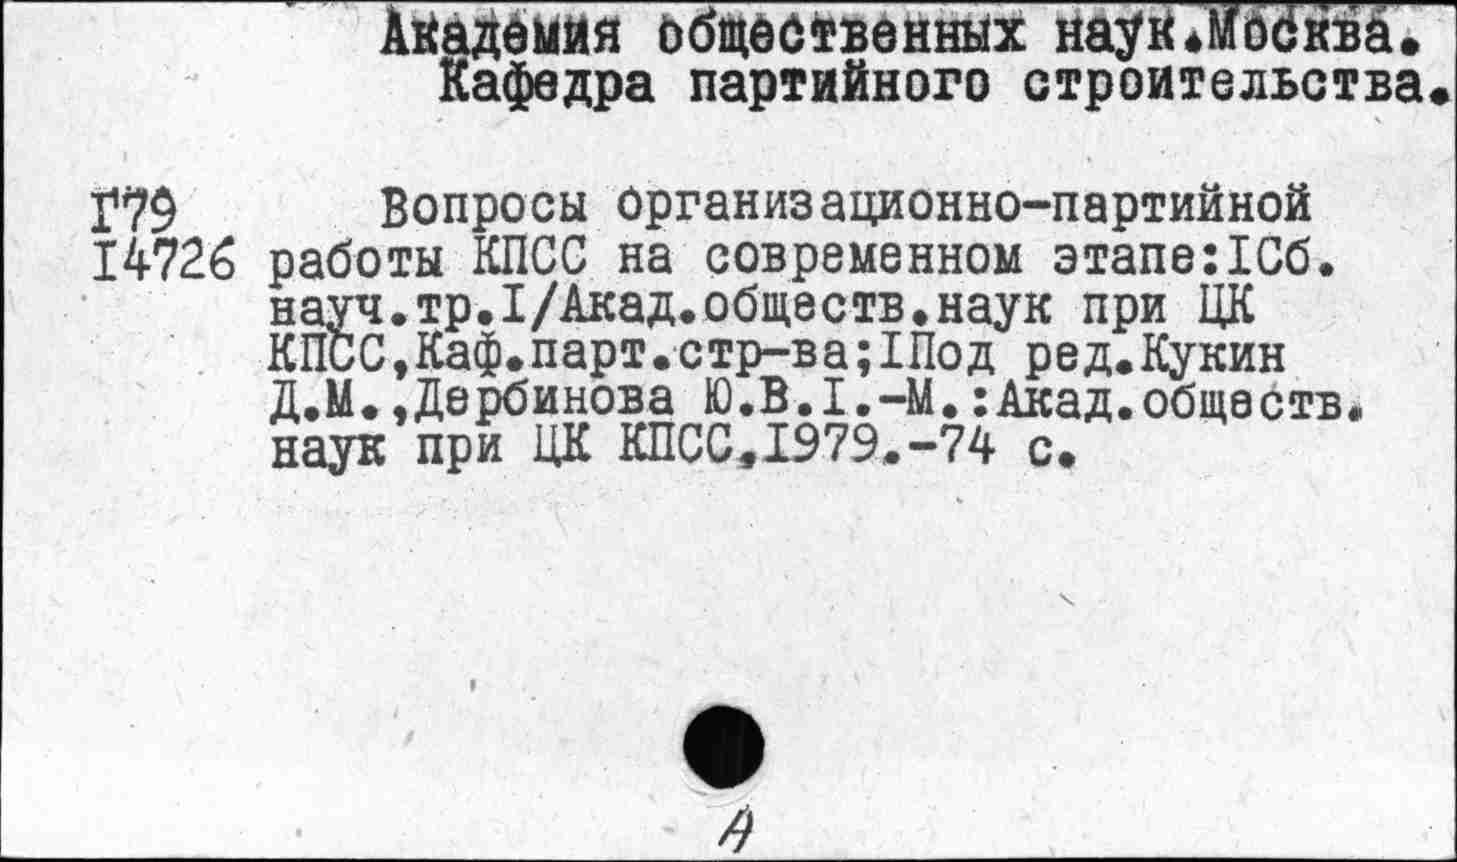 Академия общественных наук.Москва.
Кафедра партийного строительства.
Г79 Вопросы организационно-партийной
14726 работы КПСС на современном этапе:1Сб.
науч.тр.I/Акад.обществ.наук при ЦК
КПСС,Каф.парт.стр-ва;1Под ред.Кукин
Д.М.,Дербинова Ю.В.I.-М.:Акад.обществ.
наук при ЦК КПСС,1979.-74 с.
А